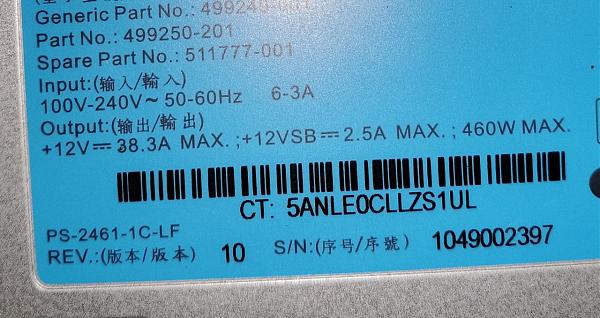 Generic Part No.: 499249-001
Part No.: 499250-201
Spare Part No.: 511777-001
Input:(输入/輸入)
100V-240V~ 50-60Hz 6-3A
Output:(输出/輸出)
+12V⎓38.3A MAX. ;+12VSB⎓2.5A MAX. ; 460W MAX.
CT: 5ANLE0CLLZS1UL
PS-2461-1C-LF
REV.:(版本/版本) 10 S/N:(序号/序號) 1049002397